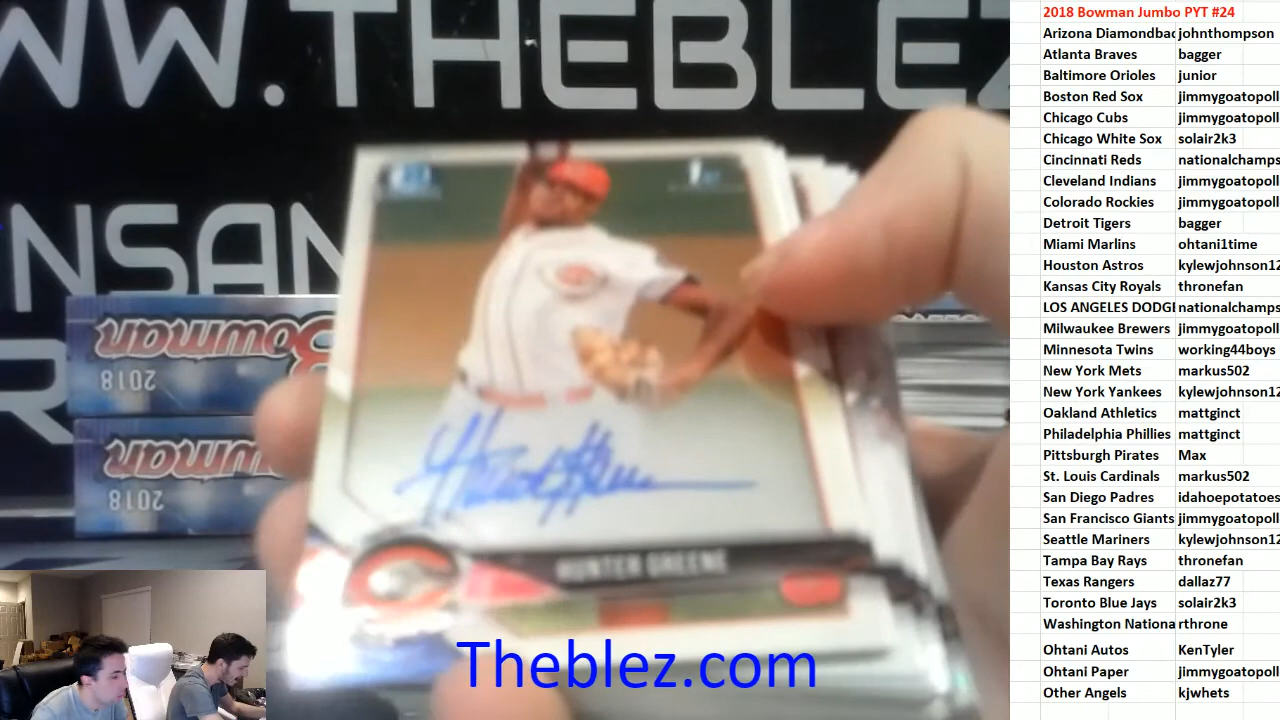 WW.THEBLEZ
NSAN
R
Bowman
2018
Bowman
2018
1st
Hunter Greene
HUNTER GREENE
Theblez.com
2018 Bowman Jumbo PYT #24
Arizona Diamondbac johnthompson
Atlanta Braves bagger
Baltimore Orioles junior
Boston Red Sox jimmygoatopoll
Chicago Cubs jimmygoatopoll
Chicago White Sox solair2k3
Cincinnati Reds nationalchamps
Cleveland Indians jimmygoatopoll
Colorado Rockies jimmygoatopoll
Detroit Tigers bagger
Miami Marlins ohtani1time
Houston Astros kylewjohnson12
Kansas City Royals thronefan
LOS ANGELES DODGE nationalchamps
Milwaukee Brewers jimmygoatopoll
Minnesota Twins working44boys
New York Mets markus502
New York Yankees kylewjohnson12
Oakland Athletics mattginct
Philadelphia Phillies mattginct
Pittsburgh Pirates Max
St. Louis Cardinals markus502
San Diego Padres idahoepotatoes
San Francisco Giants jimmygoatopoll
Seattle Mariners kylewjohnson12
Tampa Bay Rays thronefan
Texas Rangers dallaz77
Toronto Blue Jays solair2k3
Washington Nationa rthrone
Ohtani Autos KenTyler
Ohtani Paper jimmygoatopoll
Other Angels kjwhets